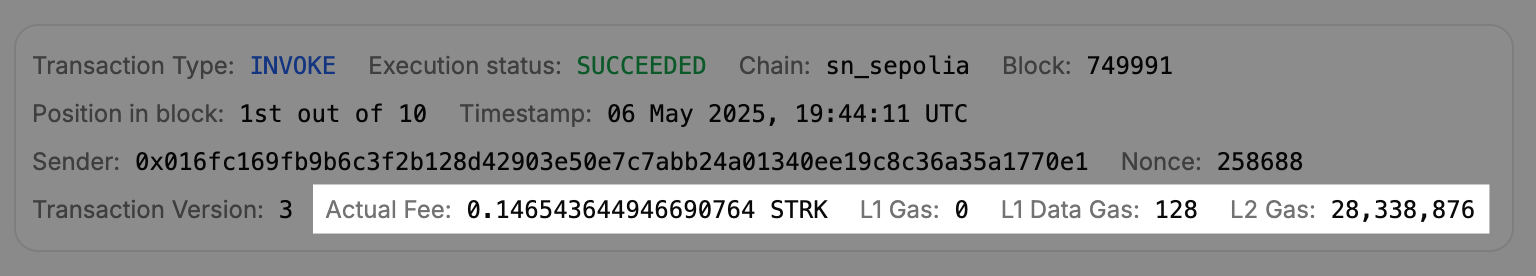 Transaction Type: INVOKE Execution status: SUCCEEDED Chain: sn_sepolia Block: 749991
Position in block: 1st out of 10 Timestamp: 06 May 2025, 19:44:11 UTC
Sender: 0x016fc169fb9b6c3f2b128d42903e50e7c7abb24a01340ee19c8c36a35a1770e1 Nonce: 258688
Transaction Version: 3 Actual Fee: 0.146543644946690764 STRK L1 Gas: 0 L1 Data Gas: 128 L2 Gas: 28,338,876